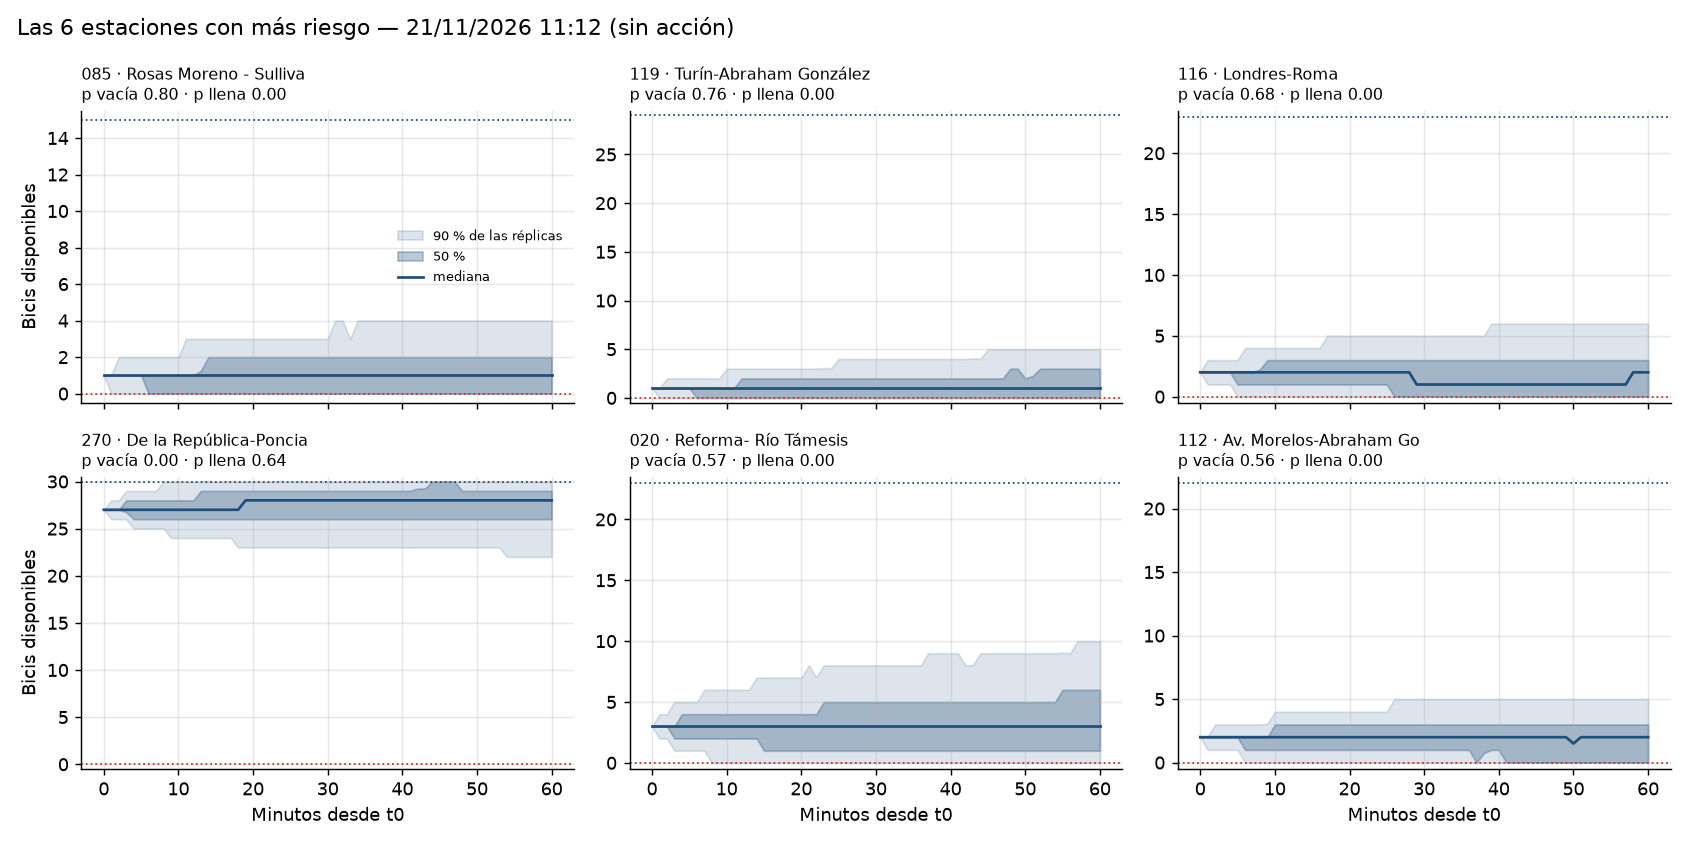 Las 6 estaciones con más riesgo — 21/11/2026 11:12 (sin acción)
085 · Rosas Moreno - Sulliva
p vacía 0.80 · p llena 0.00
14
12
10
8
6
4
2
0
Bicis disponibles
90 % de las réplicas
50 %
mediana
119 · Turín-Abraham González
p vacía 0.76 · p llena 0.00
25
20
15
10
5
0
116 · Londres-Roma
p vacía 0.68 · p llena 0.00
20
15
10
5
0
270 · De la República-Poncia
p vacía 0.00 · p llena 0.64
30
25
20
15
10
5
0
Bicis disponibles
0 10 20 30 40 50 60
Minutos desde t0
020 · Reforma- Río Támesis
p vacía 0.57 · p llena 0.00
20
15
10
5
0
0 10 20 30 40 50 60
Minutos desde t0
112 · Av. Morelos-Abraham Go
p vacía 0.56 · p llena 0.00
20
15
10
5
0
0 10 20 30 40 50 60
Minutos desde t0